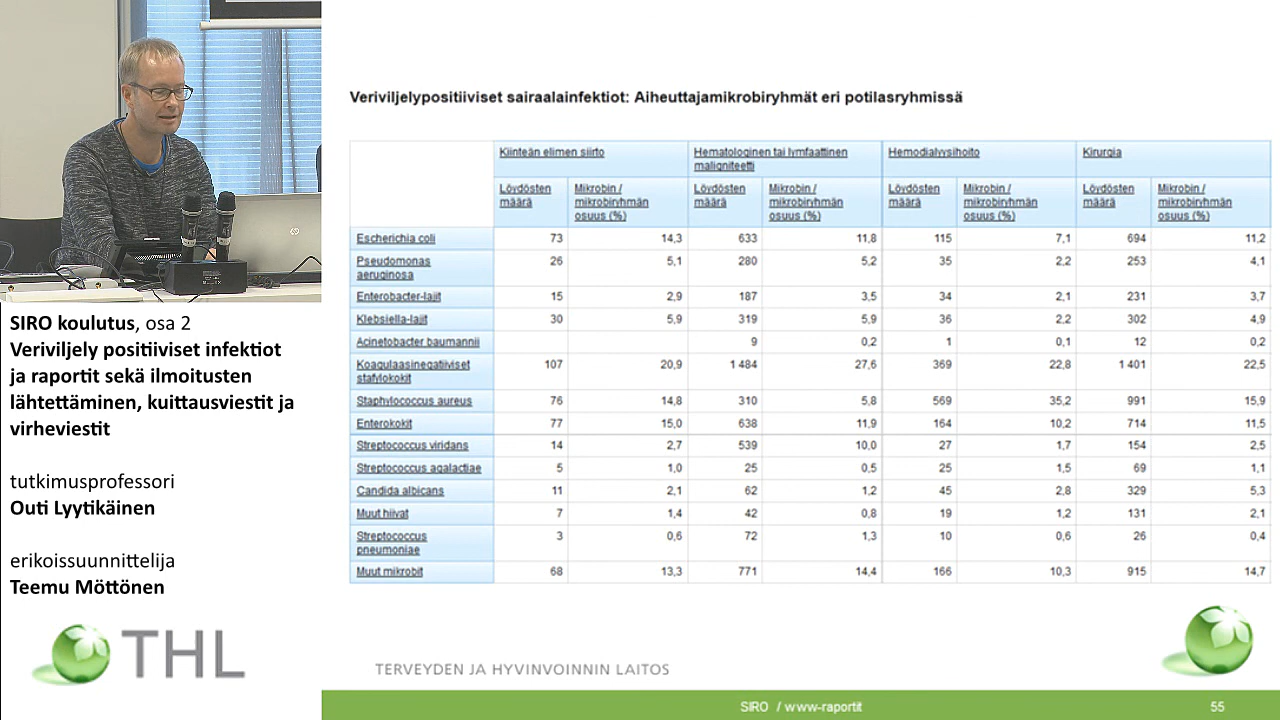 Veriviljelypositiiviset sairaalainfektiot: Aiheuttajamikrobiryhmät eri potilasryhmissä
Kiinteän elimen siirto Hematologinen tai lymfaattinen maligniteetti Hemodialyysihoito Kirurgia
Löydösten määrä Mikrobin / mikrobiryhmän osuus (%) Löydösten määrä Mikrobin / mikrobiryhmän osuus (%) Löydösten määrä Mikrobin / mikrobiryhmän osuus (%) Löydösten määrä Mikrobin / mikrobiryhmän osuus (%)
Escherichia coli 73 14,3 633 11,8 115 7,1 694 11,2
Pseudomonas aeruginosa 26 5,1 280 5,2 35 2,2 253 4,1
Enterobacter-lajit 15 2,9 187 3,5 34 2,1 231 3,7
Klebsiella-lajit 30 5,9 319 5,9 36 2,2 302 4,9
Acinetobacter baumannii 9 0,2 1 0,1 12 0,2
Koagulaasinegatiiviset stafylokokit 107 20,9 1 484 27,6 369 22,8 1 401 22,5
Staphylococcus aureus 76 14,8 310 5,8 569 35,2 991 15,9
Enterokokit 77 15,0 638 11,9 164 10,2 714 11,5
Streptococcus viridans 14 2,7 539 10,0 27 1,7 154 2,5
Streptococcus agalactiae 5 1,0 25 0,5 25 1,5 69 1,1
Candida albicans 11 2,1 62 1,2 45 2,8 329 5,3
Muut hiivat 7 1,4 42 0,8 19 1,2 131 2,1
Streptococcus pneumoniae 3 0,6 72 1,3 10 0,6 26 0,4
Muut mikrobit 68 13,3 771 14,4 166 10,3 915 14,7
SIRO koulutus, osa 2
Veriviljely positiiviset infektiot
ja raportit sekä ilmoitusten
lähtettäminen, kuittausviestit ja
virheviestit
tutkimusprofessori
Outi Lyytikäinen
erikoissuunnittelija
Teemu Möttönen
THL
TERVEYDEN JA HYVINVOINNIN LAITOS
SIRO / www-raportit 55